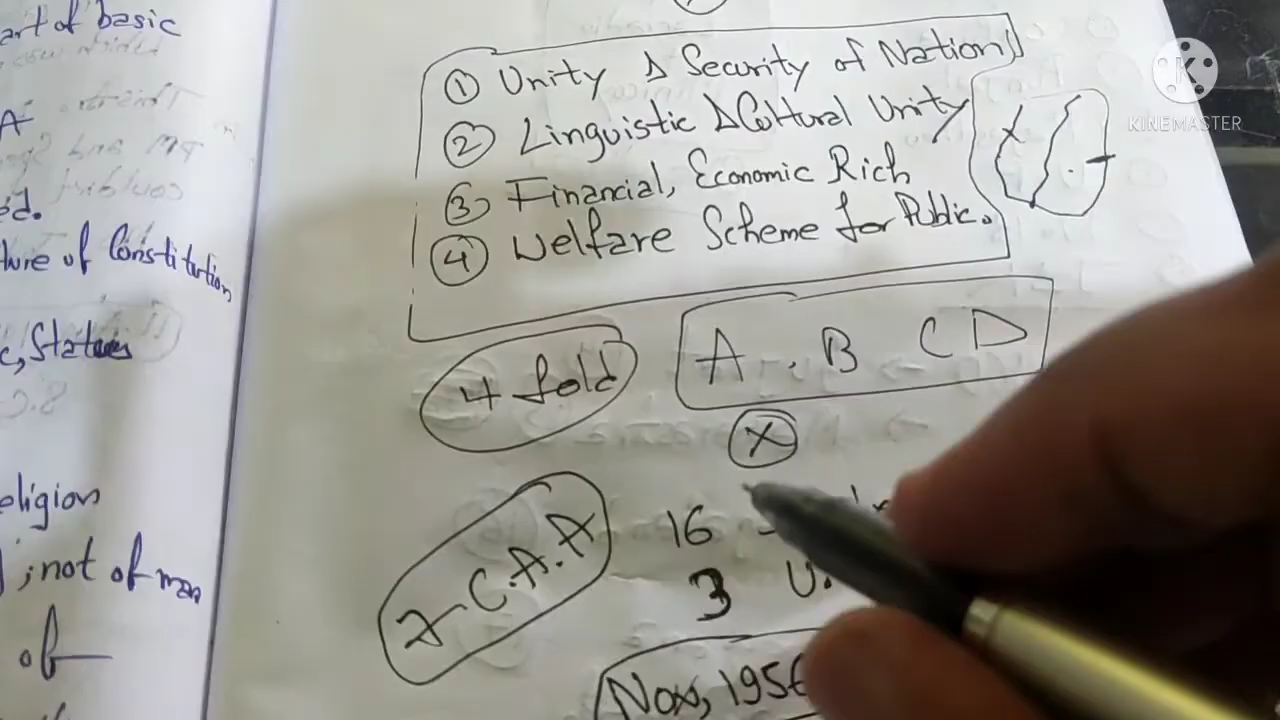 art of basic
A
d.
ture of Constitution
c, States
eligion
; not of man
of
① Unity & Security of Nation
② Linguistic & Cultural Unity
③ Financial, Economic Rich
④ Welfare Scheme for Public.
4 fold
A . B C D
X
7-C.A.A
16
3 U.
Nov, 1956
KINEMASTER